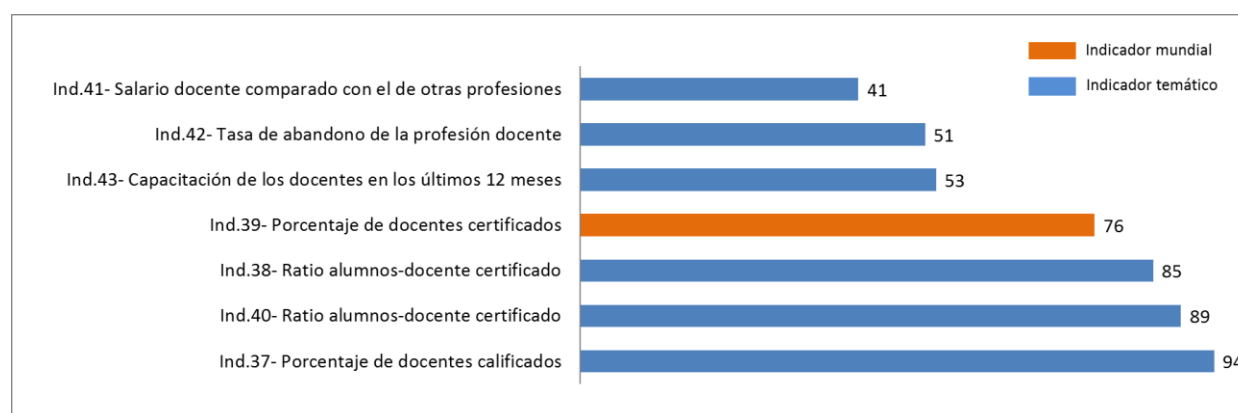 Indicador mundial
Indicador temático
Ind.41- Salario docente comparado con el de otras profesiones 41
Ind.42- Tasa de abandono de la profesión docente 51
Ind.43- Capacitación de los docentes en los últimos 12 meses 53
Ind.39- Porcentaje de docentes certificados 76
Ind.38- Ratio alumnos-docente certificado 85
Ind.40- Ratio alumnos-docente certificado 89
Ind.37- Porcentaje de docentes calificados 94